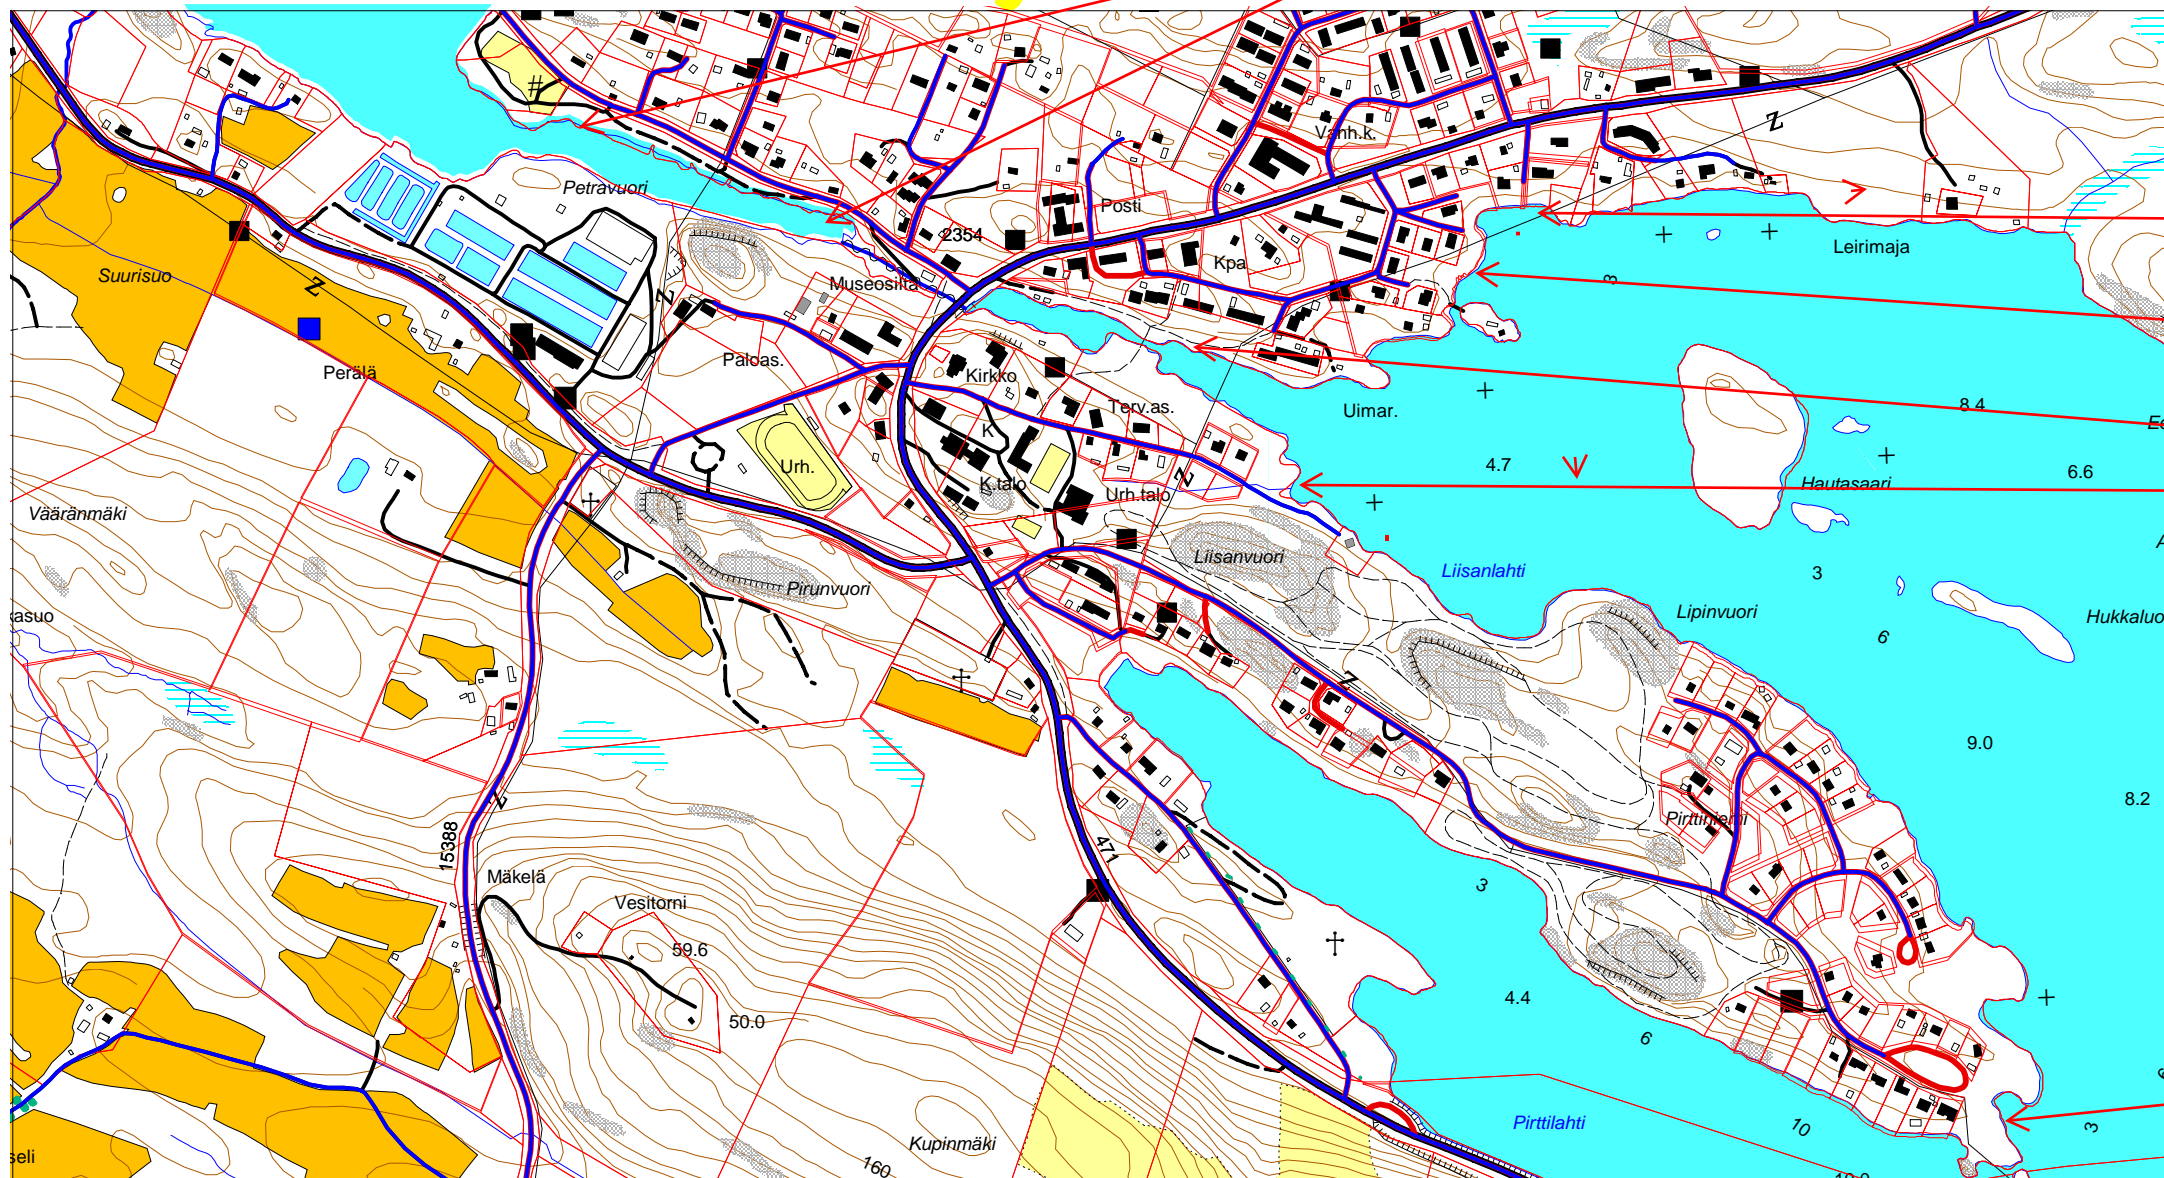 #
Vanh.k.
Z
Petravuori
Posti
2354
Kpa
Leirimaja
3
Suurisuo
Z
Z
Museosilta
Perälä
Paloas.
Kirkko
Terv.as.
Uimar.
8.4
K
Urh.
4.7
6.6
Hautasaari
K.talo
Urh.talo
Z
Vääränmäki
Liisanvuori
Liisanlahti
3
Pirunvuori
Lipinvuori
Hukkaluo
asuo
6
Z
9.0
8.2
Z
15388
471
Pirttiniemi
Mäkelä
3
Vesitorni
59.6
4.4
50.0
6
6
Pirttilahti
10
3
Kupinmäki
160
seli